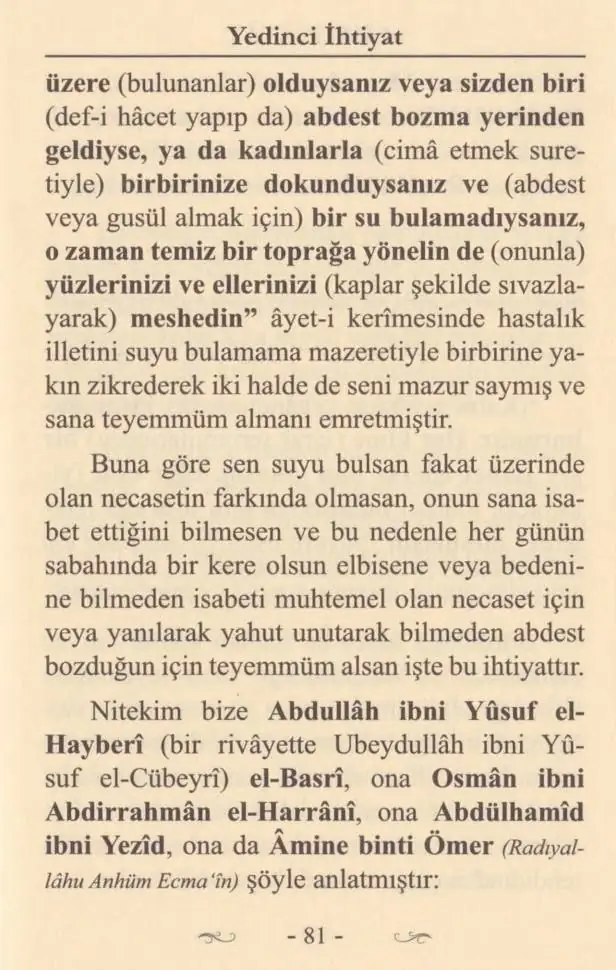 Yedinci İhtiyat
üzere (bulunanlar) olduysanız veya sizden biri
(def-i hâcet yapıp da) abdest bozma yerinden
geldiyse, ya da kadınlarla (cimâ etmek sure-
tiyle) birbirinize dokunduysanız ve (abdest
veya gusül almak için) bir su bulamadıysanız,
o zaman temiz bir toprağa yönelin de (onunla)
yüzlerinizi ve ellerinizi (kaplar şekilde sıvazla-
yarak) meshedin” âyet-i kerîmesinde hastalık
illetini suyu bulamama mazeretiyle birbirine ya-
kın zikrederek iki halde de seni mazur saymış ve
sana teyemmüm almanı emretmiştir.
Buna göre sen suyu bulsan fakat üzerinde
olan necasetin farkında olmasan, onun sana isa-
bet ettiğini bilmesen ve bu nedenle her günün
sabahında bir kere olsun elbisene veya bedeni-
ne bilmeden isabeti muhtemel olan necaset için
veya yanılarak yahut unutarak bilmeden abdest
bozduğun için teyemmüm alsan işte bu ihtiyattır.
Nitekim bize Abdullâh ibni Yûsuf el-
Hayberî (bir rivâyette Ubeydullâh ibni Yû-
suf el-Cübeyrî) el-Basrî, ona Osmân ibni
Abdirrahmân el-Harrânî, ona Abdülhamîd
ibni Yezîd, ona da Âmine binti Ömer (Radıyal-
lâhu Anhüm Ecma‘în) şöyle anlatmıştır:
- 81 -